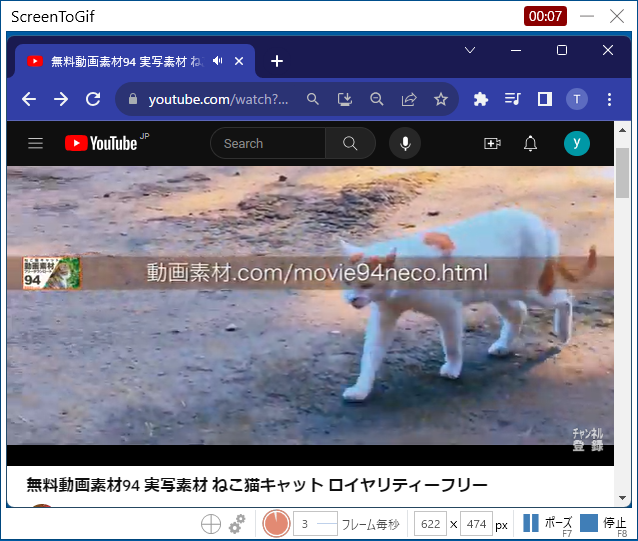 ScreenToGif
00:07
無料動画素材94 実写素材 ね
youtube.com/watch?...
T
YouTube JP
Search
y
動画素材
94
動画素材.com/movie94neco.html
チャンネル
登録
無料動画素材94 実写素材 ねこ猫キャット ロイヤリティーフリー
3 フレーム毎秒 622 x 474 px ポーズ 停止
F7 F8